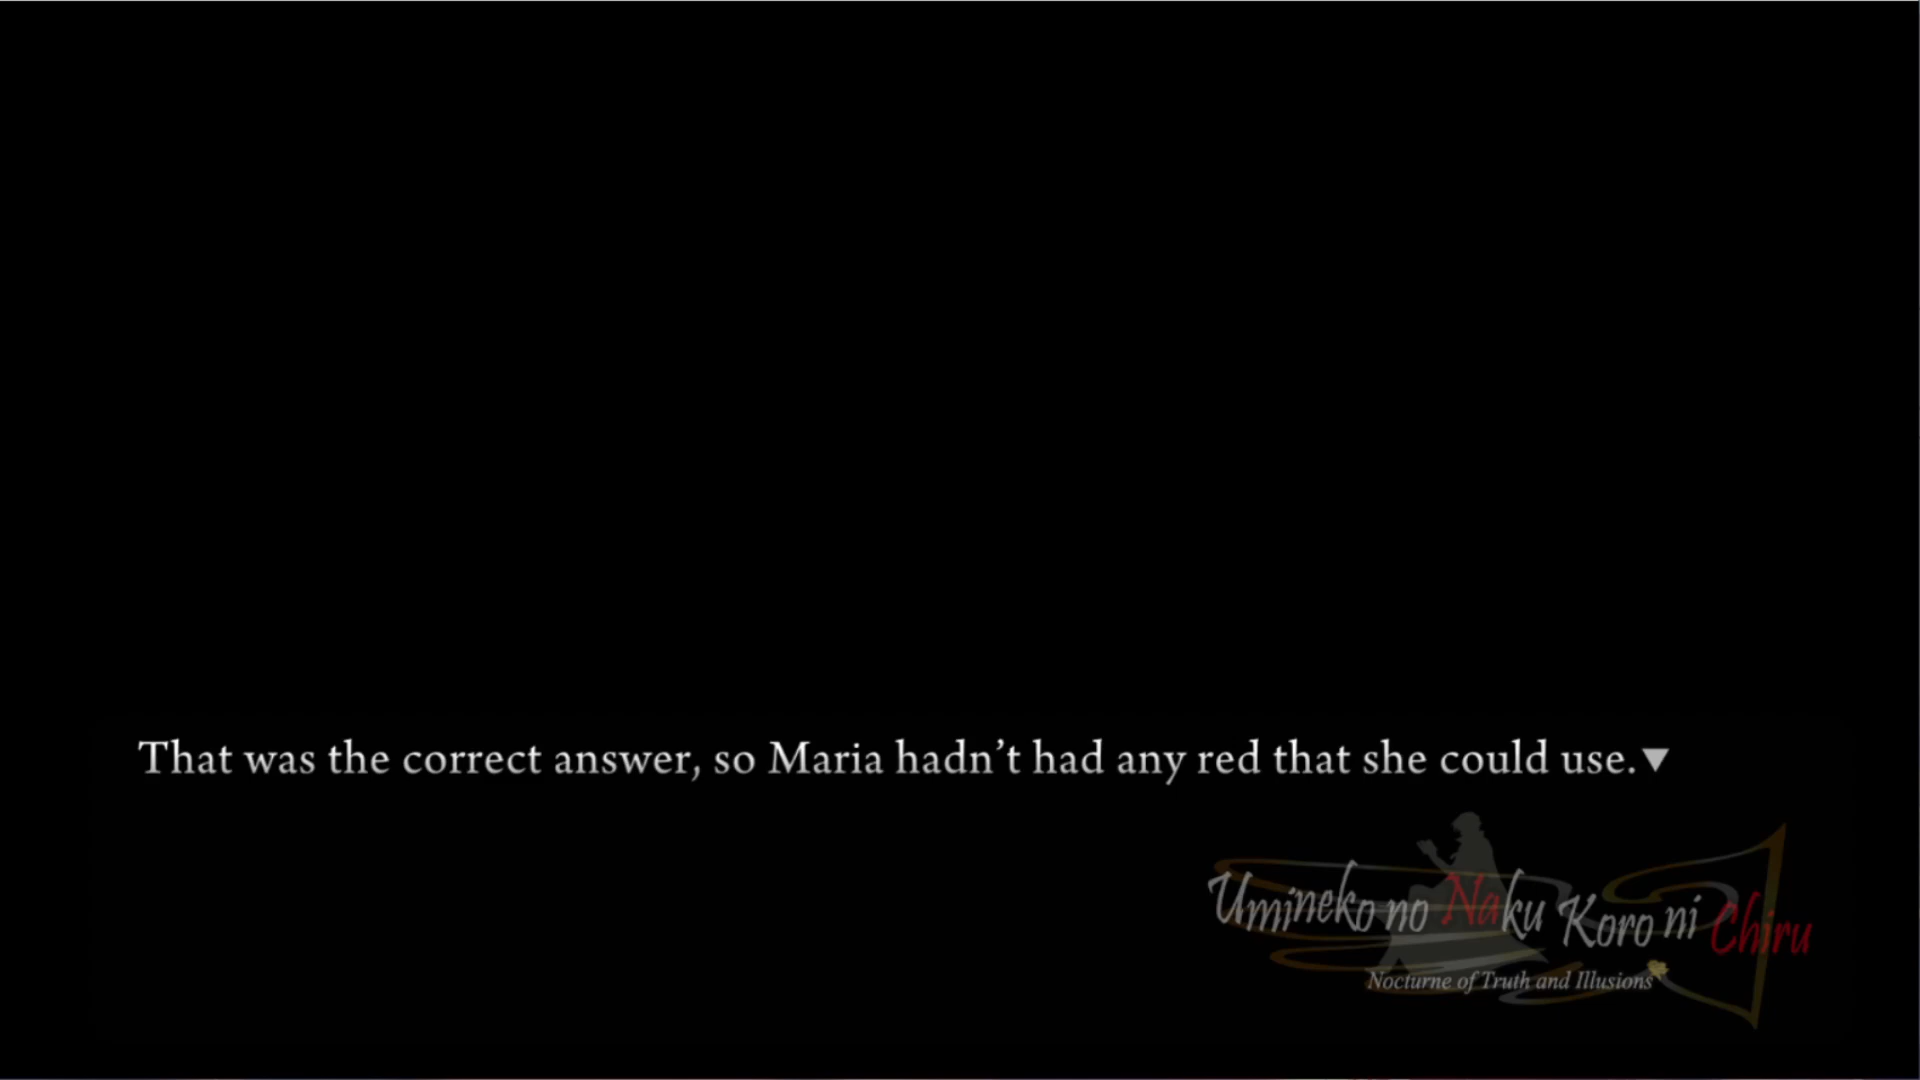 That was the correct answer, so Maria hadn’t had any red that she could use.▼
Umineko no Naku Koro ni Chiru
Nocturne of Truth and Illusions